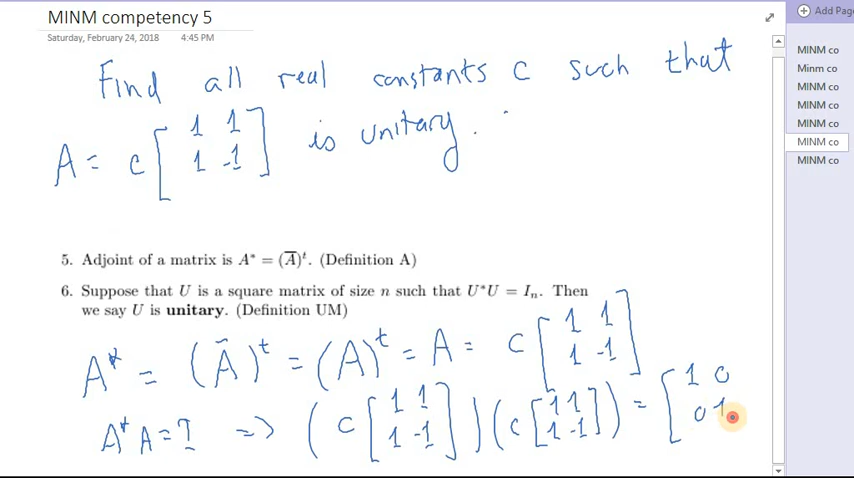 MINM competency 5
Saturday, February 24, 2018 4:45 PM
Add Page
MINM co
Minm co
MINM co
MINM co
MINM co
MINM co
MINM co
Find all real constants c such that
A = c [1 1; 1 -1] is unitary.
5. Adjoint of a matrix is A* = (A̅)ᵗ. (Definition A)
6. Suppose that U is a square matrix of size n such that U*U = Iₙ. Then
we say U is unitary. (Definition UM)
A* = (A̅)ᵗ = (A)ᵗ = A = c [1 1; 1 -1]
A*A = I => (c [1 1; 1 -1]) (c [1 1; 1 -1]) = [1 0; 0 1